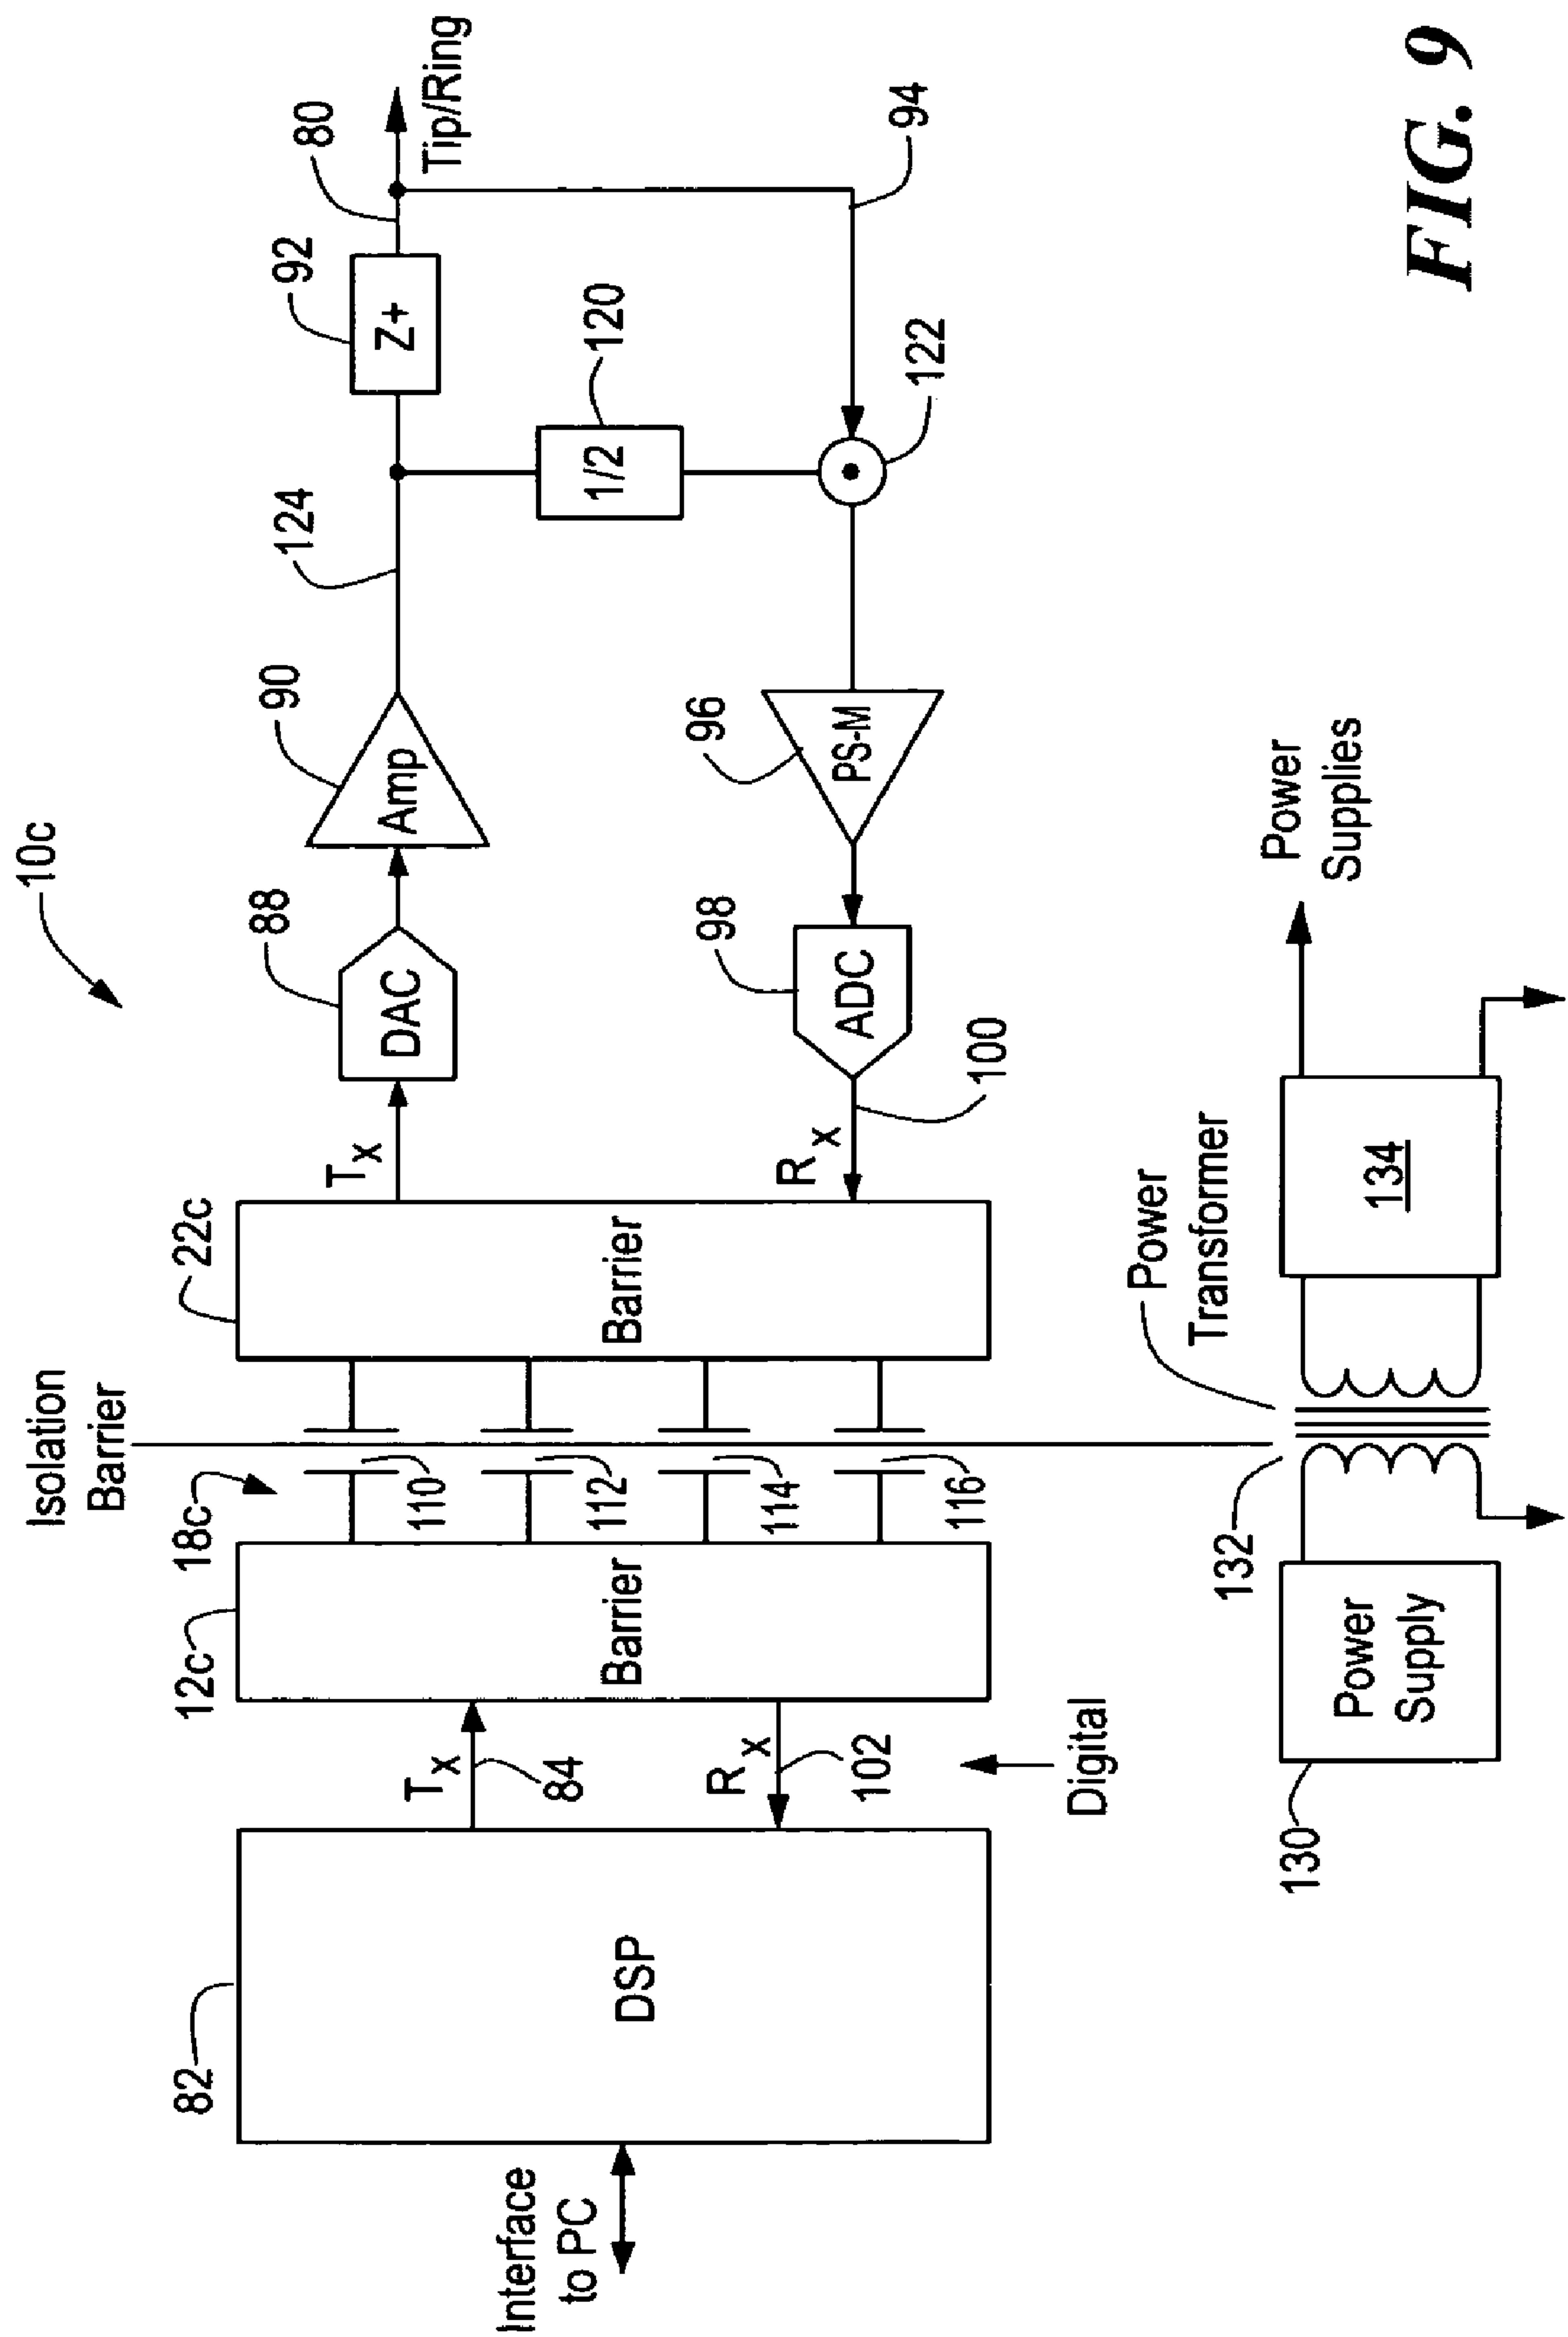 10c
Isolation
Barrier
18c
12c
22c
82
Interface
to PC
DSP
Tx
84
Rx
102
Digital
Barrier
110
112
114
116
Barrier
Tx
Rx
100
88
DAC
90
Amp
124
92
Z+
80
Tip/Ring
120
1/2
94
122
96
PS-M
98
ADC
130
Power
Supply
132
Power
Transformer
134
Power
Supplies
FIG. 9